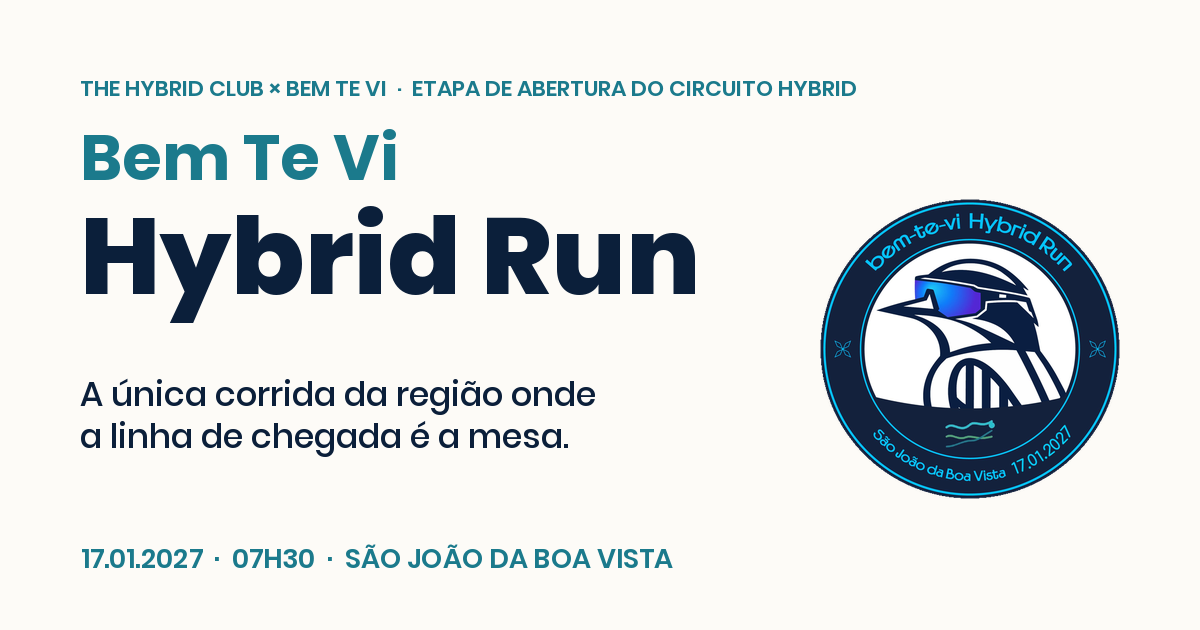 THE HYBRID CLUB × BEM TE VI · ETAPA DE ABERTURA DO CIRCUITO HYBRID
Bem Te Vi
Hybrid Run
A única corrida da região onde
a linha de chegada é a mesa.
17.01.2027 · 07H30 · SÃO JOÃO DA BOA VISTA
bem-te-vi Hybrid Run
São João da Boa Vista 17.01.2027